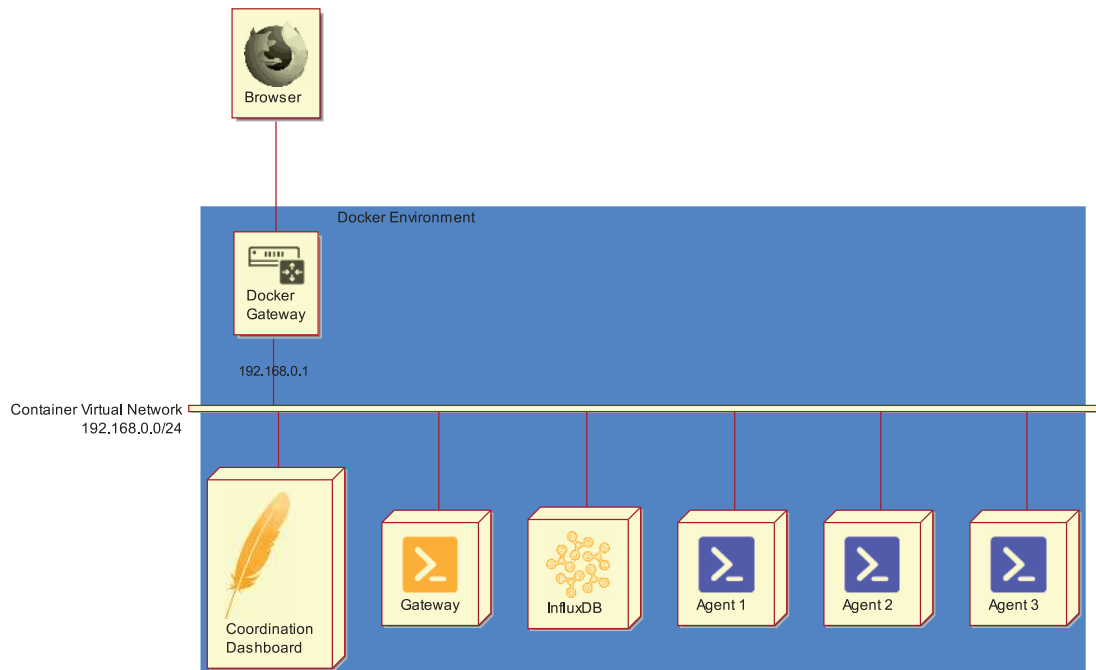 Browser
Docker Environment
Docker
Gateway
192.168.0.1
Container Virtual Network
192.168.0.0/24
Coordination
Dashboard
Gateway
InfluxDB
Agent 1
Agent 2
Agent 3